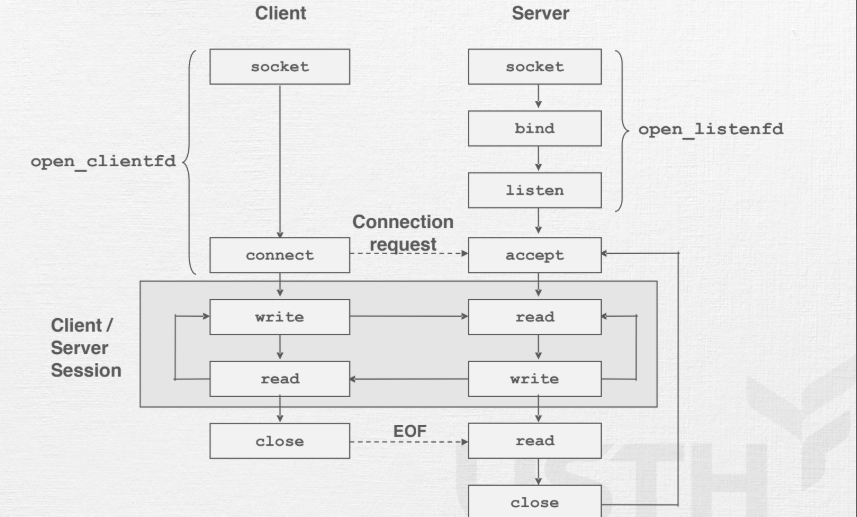 Client
Server
socket
socket
bind
open_listenfd
open_clientfd
listen
Connection
request
connect
accept
Client /
Server
Session
write
read
read
write
close
EOF
read
close
USTH